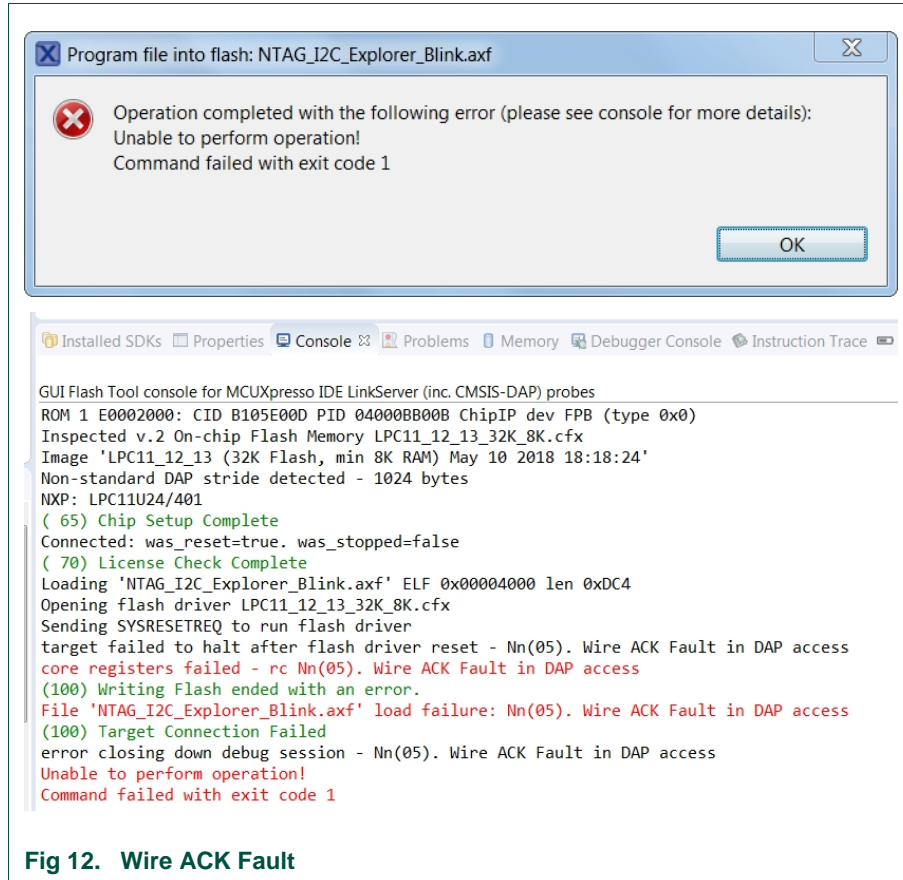 Program file into flash: NTAG_I2C_Explorer_Blink.axf
Operation completed with the following error (please see console for more details):
Unable to perform operation!
Command failed with exit code 1
OK
Installed SDKs Properties Console Problems Memory Debugger Console Instruction Trace
GUI Flash Tool console for MCUXpresso IDE LinkServer (inc. CMSIS-DAP) probes
ROM 1 E0002000: CID B105E00D PID 04000BB00B ChipIP dev FPB (type 0x0)
Inspected v.2 On-chip Flash Memory LPC11_12_13_32K_8K.cfx
Image 'LPC11_12_13 (32K Flash, min 8K RAM) May 10 2018 18:18:24'
Non-standard DAP stride detected - 1024 bytes
NXP: LPC11U24/401
( 65) Chip Setup Complete
Connected: was_reset=true. was_stopped=false
( 70) License Check Complete
Loading 'NTAG_I2C_Explorer_Blink.axf' ELF 0x00004000 len 0xDC4
Opening flash driver LPC11_12_13_32K_8K.cfx
Sending SYSRESETREQ to run flash driver
target failed to halt after flash driver reset - Nn(05). Wire ACK Fault in DAP access
core registers failed - rc Nn(05). Wire ACK Fault in DAP access
(100) Writing Flash ended with an error.
File 'NTAG_I2C_Explorer_Blink.axf' load failure: Nn(05). Wire ACK Fault in DAP access
(100) Target Connection Failed
error closing down debug session - Nn(05). Wire ACK Fault in DAP access
Unable to perform operation!
Command failed with exit code 1
Fig 12. Wire ACK Fault